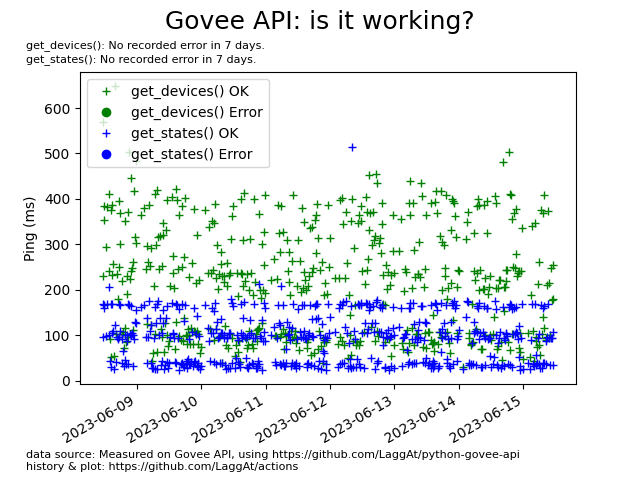 Govee API: is it working?
get_devices(): No recorded error in 7 days.
get_states(): No recorded error in 7 days.
get_devices() OK
get_devices() Error
get_states() OK
get_states() Error
Ping (ms)
600
500
400
300
200
100
0
2023-06-09
2023-06-10
2023-06-11
2023-06-12
2023-06-13
2023-06-14
2023-06-15
data source: Measured on Govee API, using https://github.com/LaggAt/python-govee-api
history & plot: https://github.com/LaggAt/actions